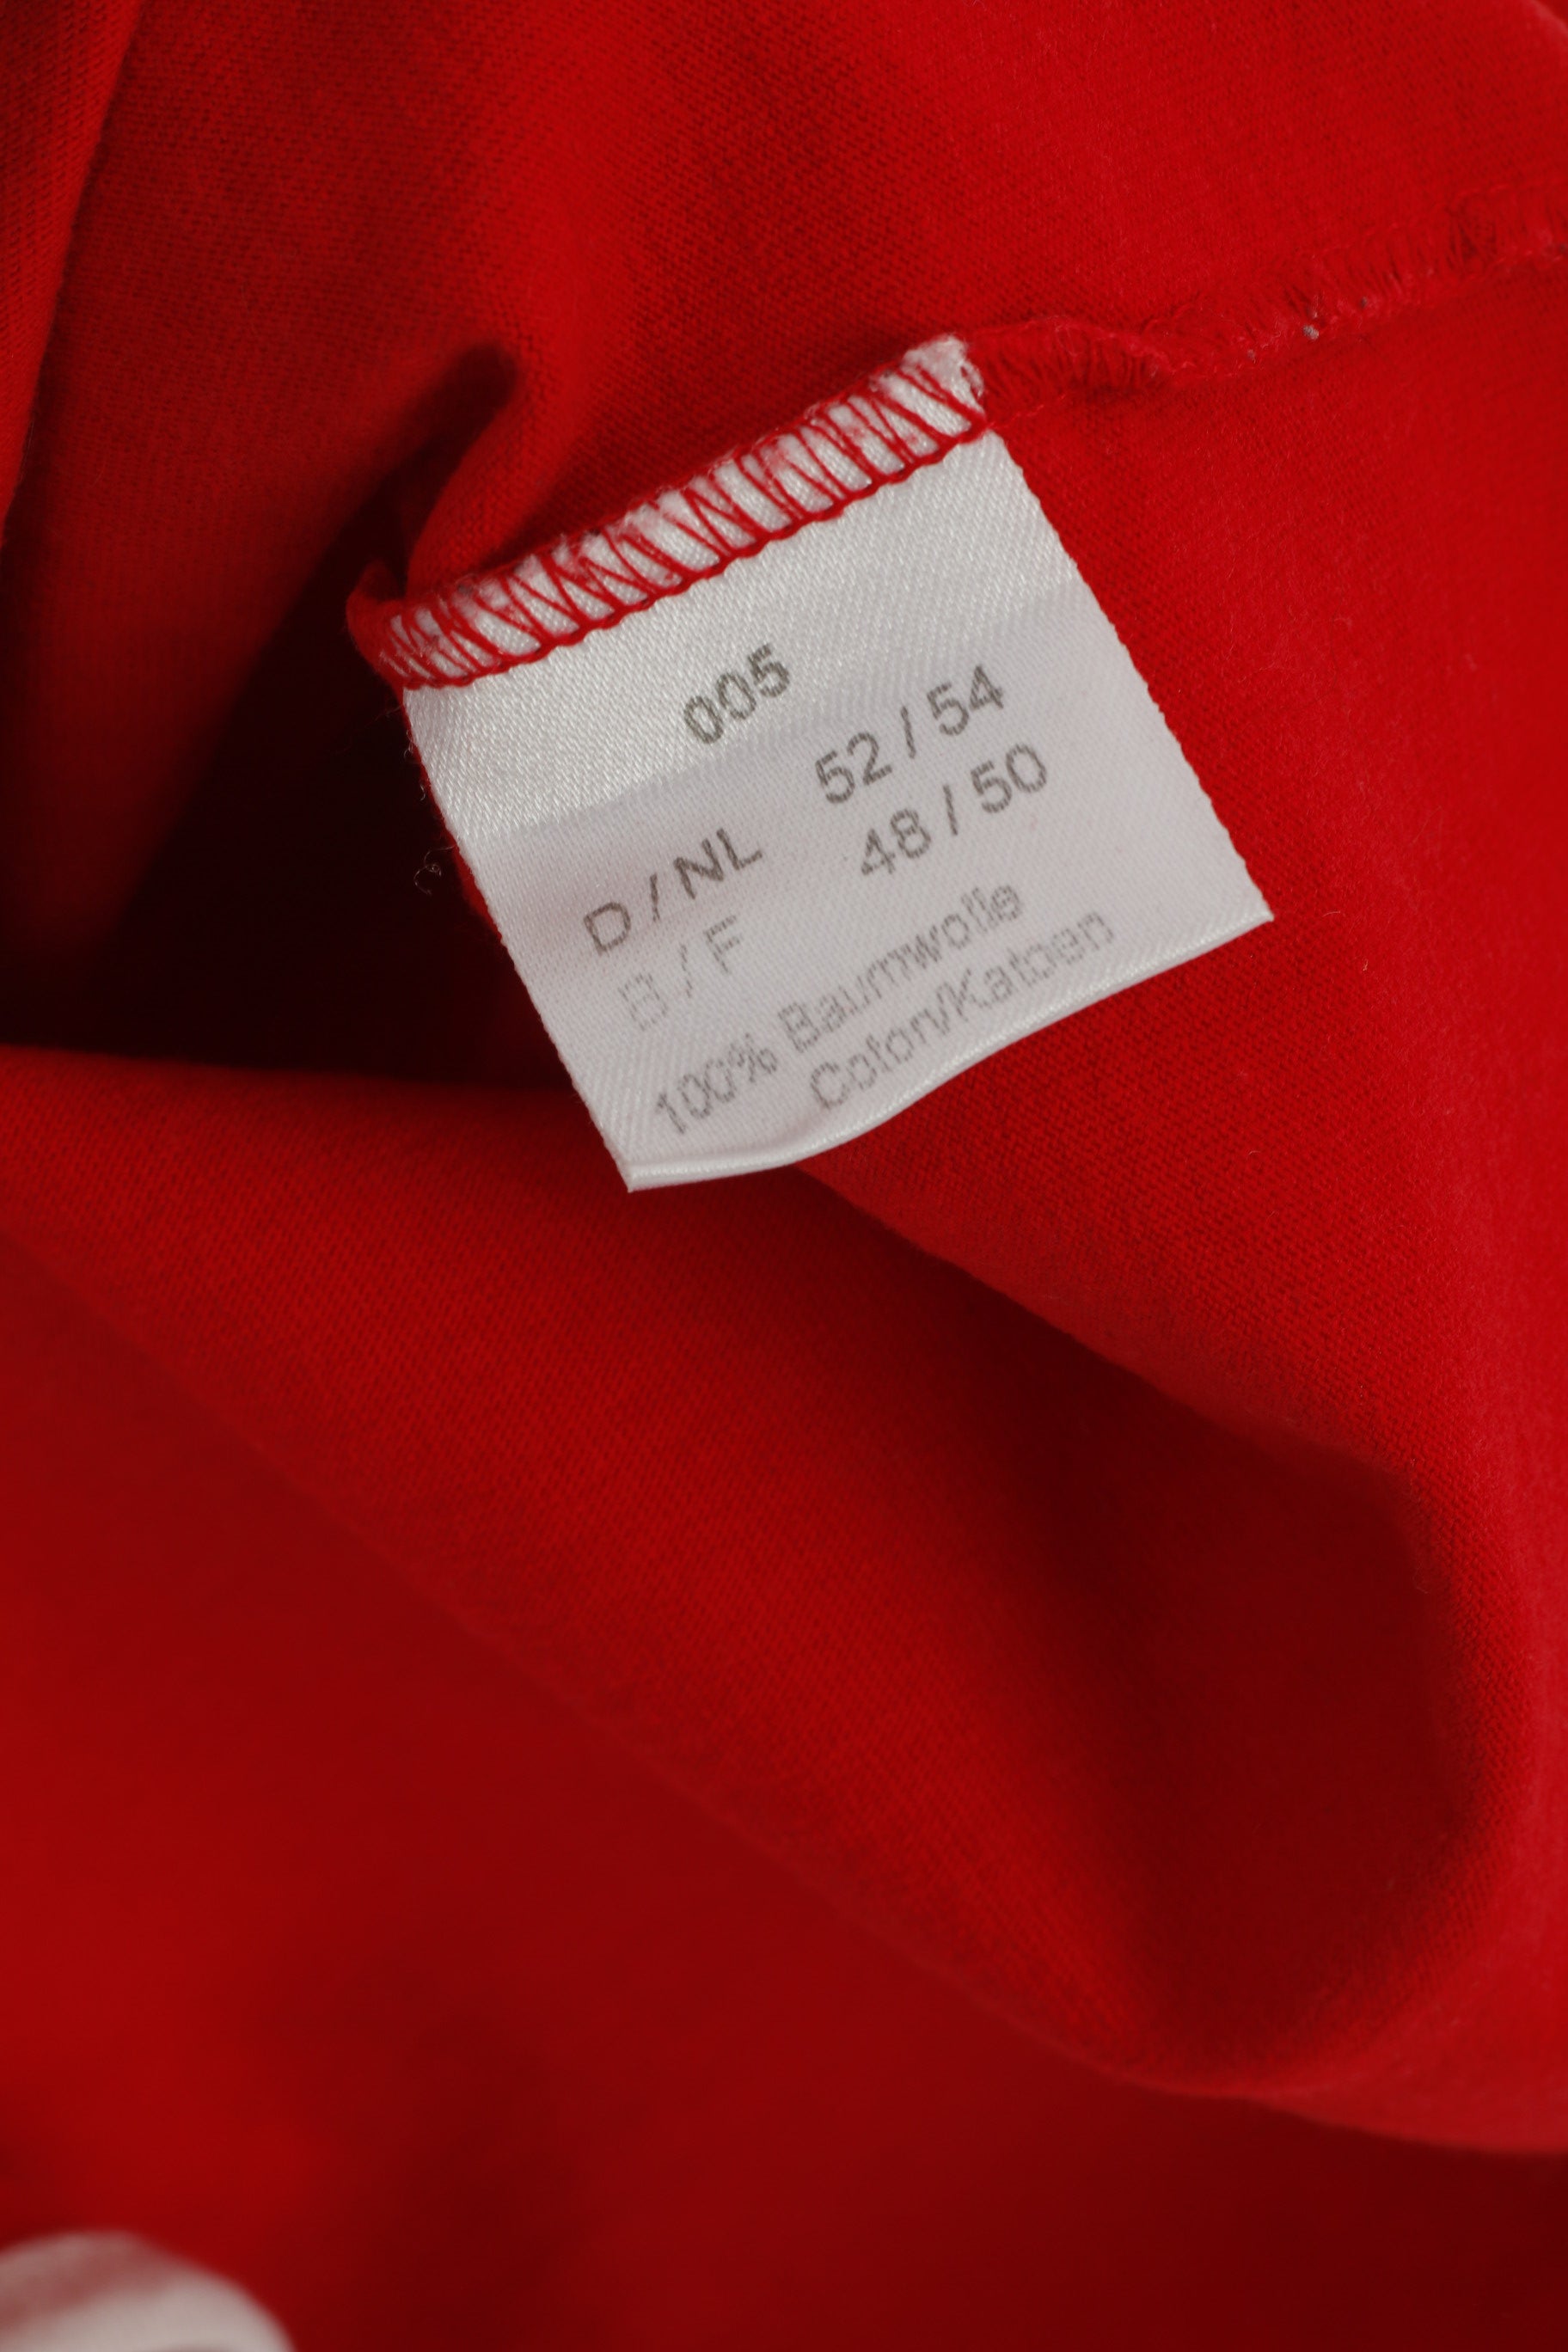 005
D / NL 52 / 54
B / F 48 / 50
100% Baumwolle
Coton/Katoen